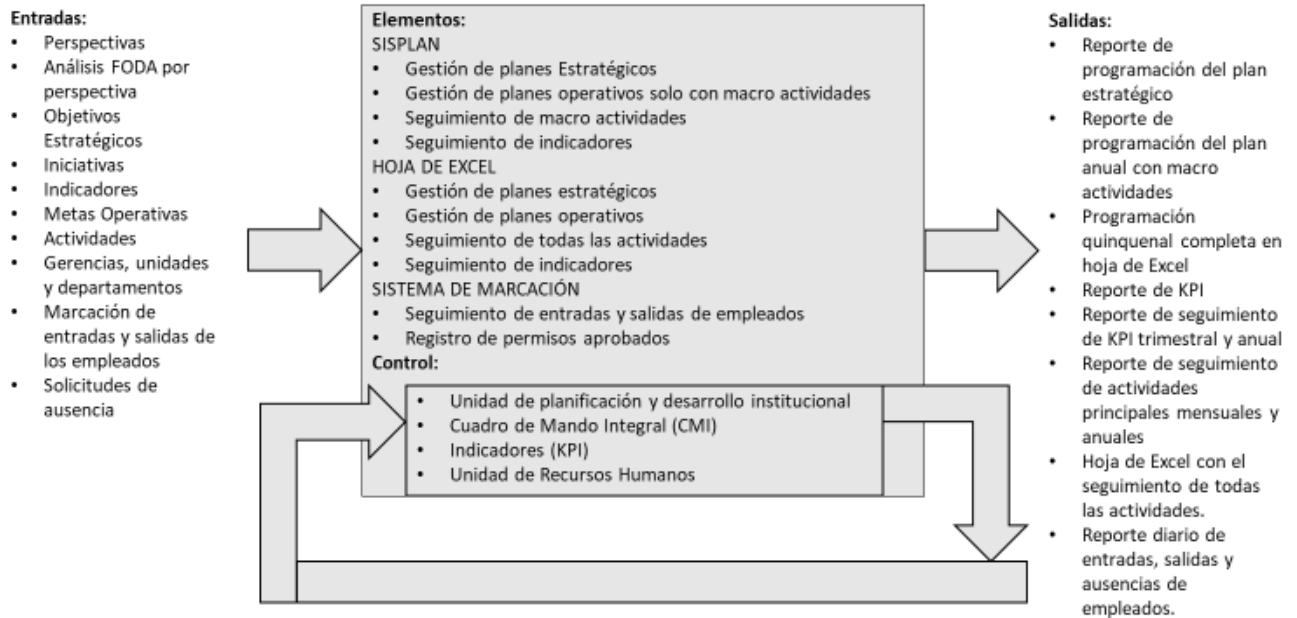 Entradas:
• Perspectivas
• Análisis FODA por
perspectiva
• Objetivos
Estratégicos
• Iniciativas
• Indicadores
• Metas Operativas
• Actividades
• Gerencias, unidades
y departamentos
• Marcación de
entradas y salidas de
los empleados
• Solicitudes de
ausencia
Elementos:
SISPLAN
• Gestión de planes Estratégicos
• Gestión de planes operativos solo con macro actividades
• Seguimiento de macro actividades
• Seguimiento de indicadores
HOJA DE EXCEL
• Gestión de planes estratégicos
• Gestión de planes operativos
• Seguimiento de todas las actividades
• Seguimiento de indicadores
SISTEMA DE MARCACIÓN
• Seguimiento de entradas y salidas de empleados
• Registro de permisos aprobados
Control:
• Unidad de planificación y desarrollo institucional
• Cuadro de Mando Integral (CMI)
• Indicadores (KPI)
• Unidad de Recursos Humanos
Salidas:
• Reporte de
programación del plan
estratégico
• Reporte de
programación del plan
anual con macro
actividades
• Programación
quinquenal completa en
hoja de Excel
• Reporte de KPI
• Reporte de seguimiento
de KPI trimestral y anual
• Reporte de seguimiento
de actividades
principales mensuales y
anuales
• Hoja de Excel con el
seguimiento de todas
las actividades.
• Reporte diario de
entradas, salidas y
ausencias de
empleados.